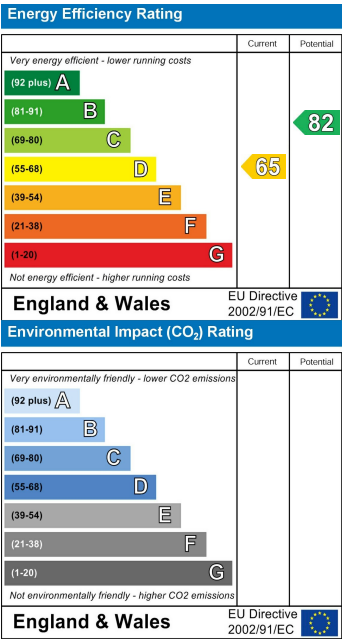 Energy Efficiency Rating
Current Potential
Very energy efficient - lower running costs
(92 plus) A
(81-91) B
82
(69-80) C
(55-68) D
65
(39-54) E
(21-38) F
(1-20) G
Not energy efficient - higher running costs
England & Wales
EU Directive
2002/91/EC
Environmental Impact (CO₂) Rating
Current Potential
Very environmentally friendly - lower CO2 emissions
(92 plus) A
(81-91) B
(69-80) C
(55-68) D
(39-54) E
(21-38) F
(1-20) G
Not environmentally friendly - higher CO2 emissions
England & Wales
EU Directive
2002/91/EC